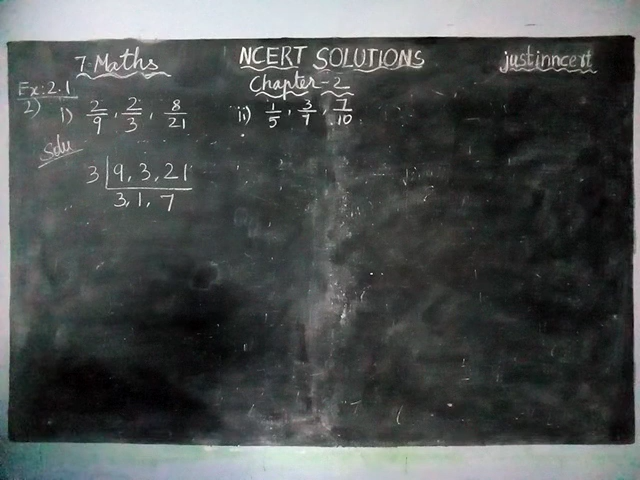 7 Maths NCERT SOLUTIONS justinncert
Ex:2.1 Chapter-2
2) i) 2/9, 2/3, 8/21 ii) 1/5, 3/7, 7/10
Solu
3 | 9, 3, 21
3, 1, 7